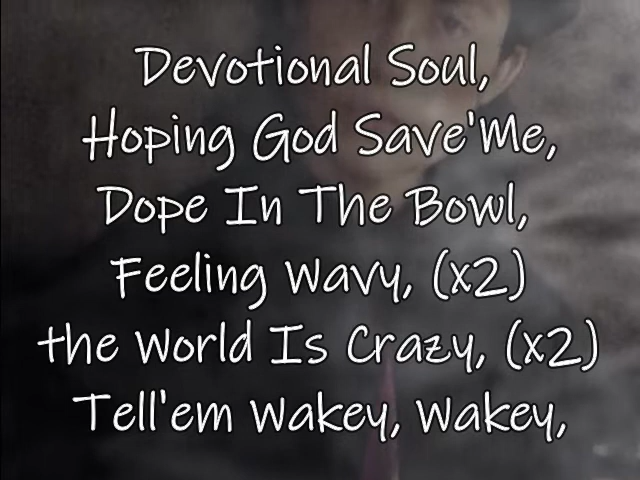 Devotional Soul,
Hoping God Save'Me,
Dope In The Bowl,
Feeling Wavy, (x2)
the World Is Crazy, (x2)
Tell'em Wakey, Wakey,